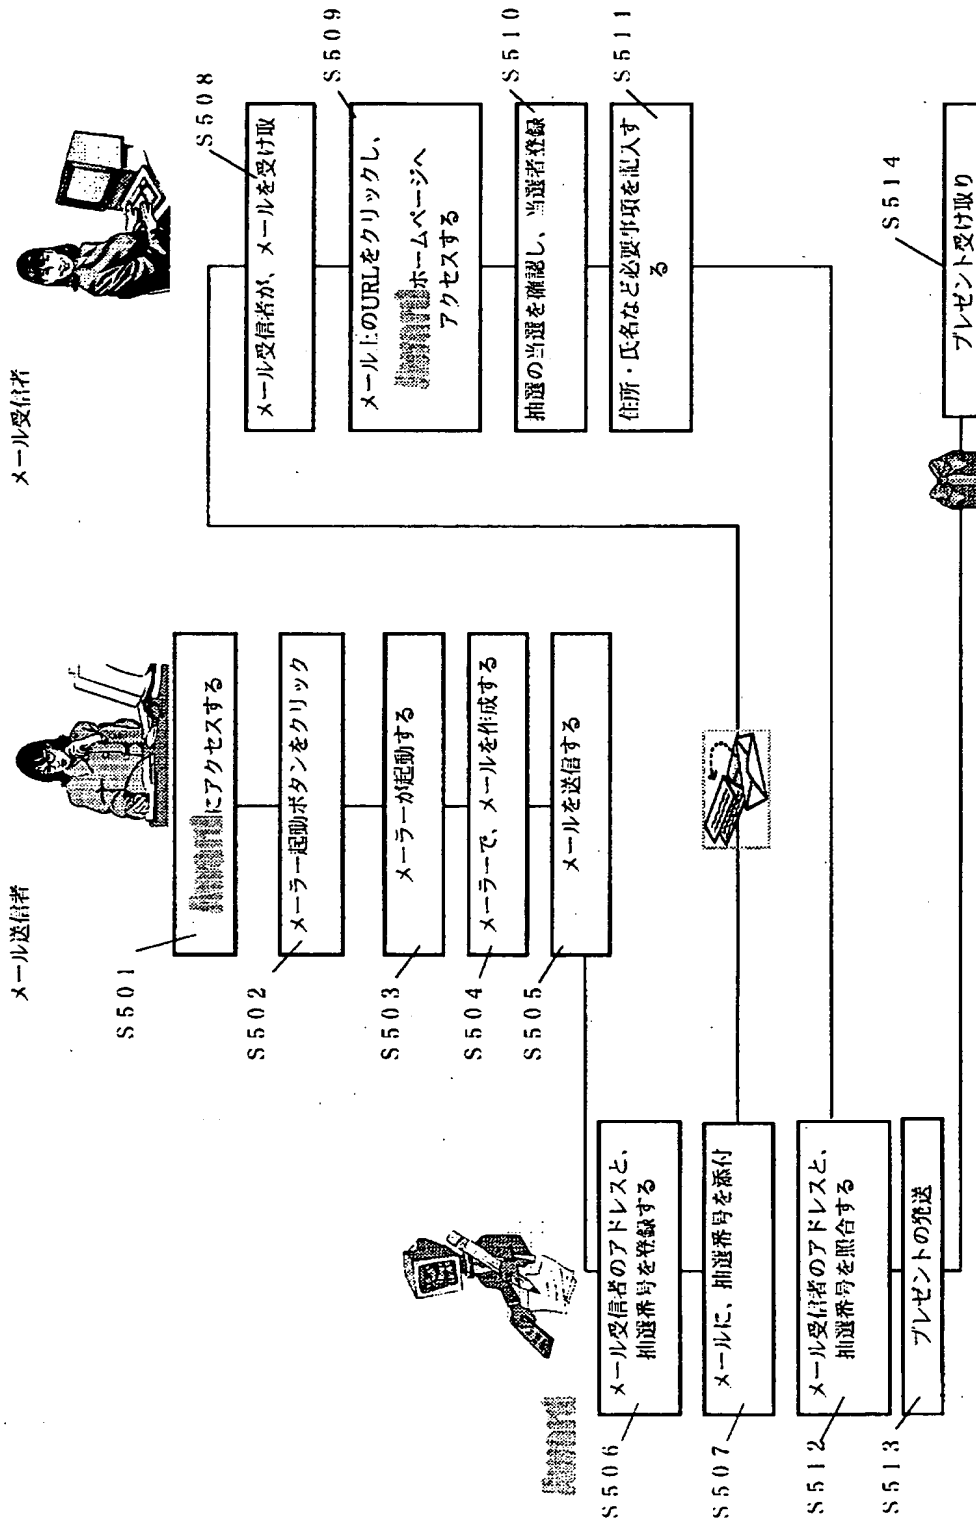 メール送信者
S501
にアクセスする
S502
メーラー起動ボタンをクリック
S503
メーラーが起動する
S504
メーラーで、メールを作成する
S505
メールを送信する
S506
メール受信者のアドレスと、
抽選番号を登録する
S507
メールに、抽選番号を添付
メール受信者
S508
メール受信者が、メールを受け取
S509
メール上のURLをクリックし、
ホームページへ
アクセスする
S510
抽選の当選を確認し、当選者登録
S511
住所・氏名など必要事項を記入す
る
S512
メール受信者のアドレスと、
抽選番号を照合する
S513
プレゼントの発送
S514
プレゼント受け取り